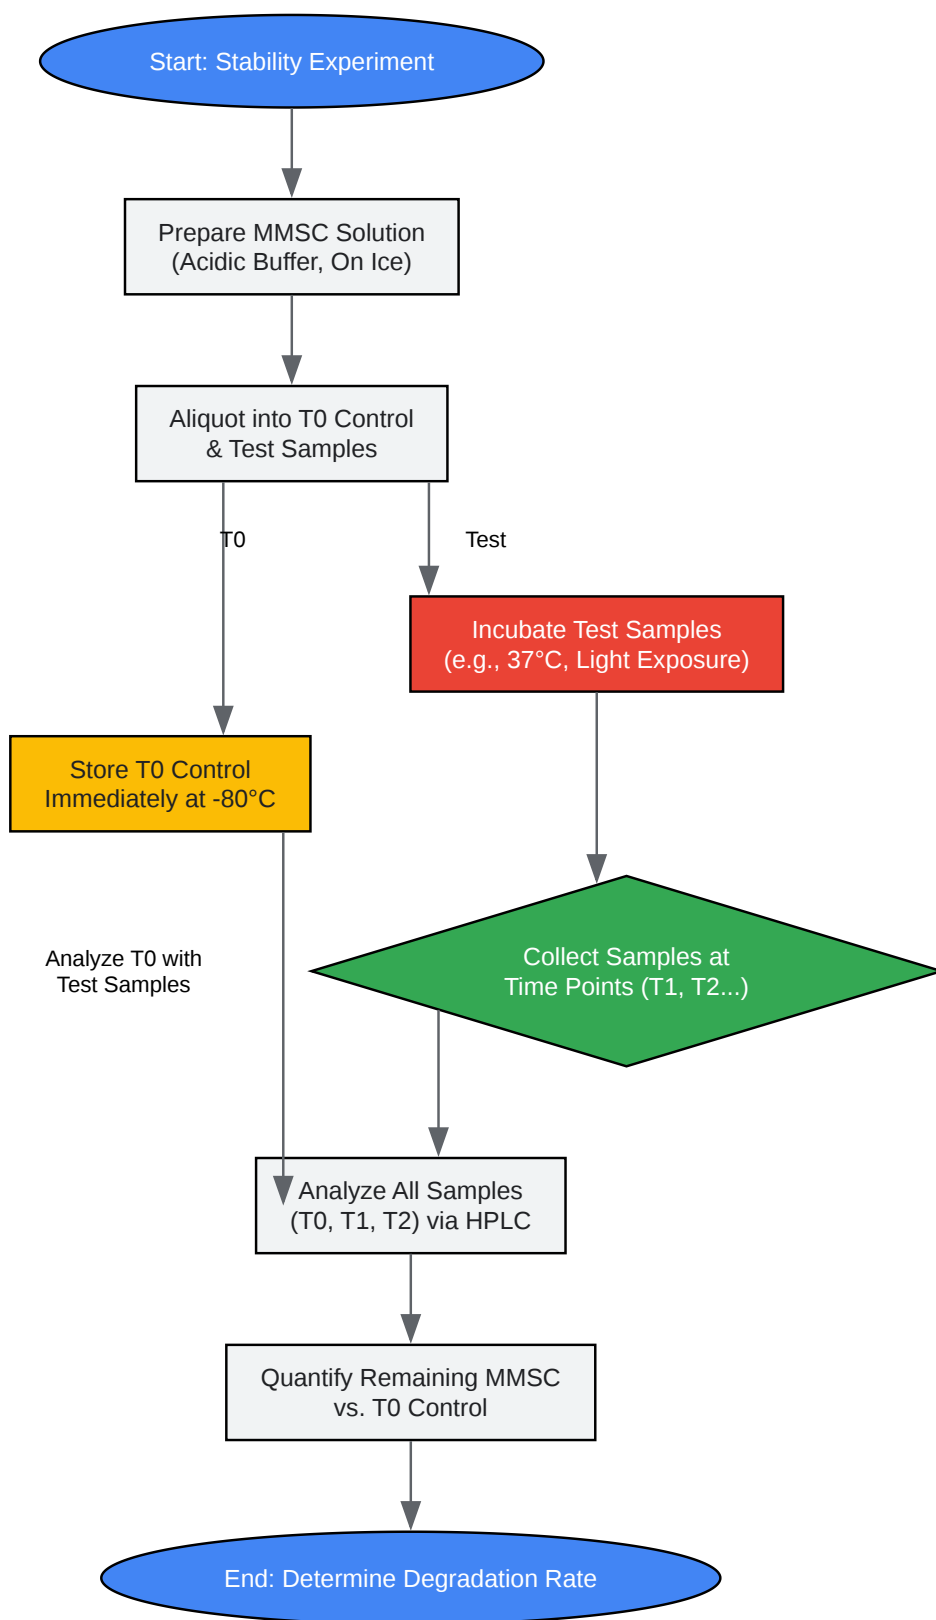 Start: Stability Experiment
Prepare MMSC Solution
(Acidic Buffer, On Ice)
Aliquot into T0 Control
& Test Samples
T0
Test
Incubate Test Samples
(e.g., 37°C, Light Exposure)
Store T0 Control
Immediately at -80°C
Analyze T0 with
Test Samples
Collect Samples at
Time Points (T1, T2...)
Analyze All Samples
(T0, T1, T2) via HPLC
Quantify Remaining MMSC
vs. T0 Control
End: Determine Degradation Rate